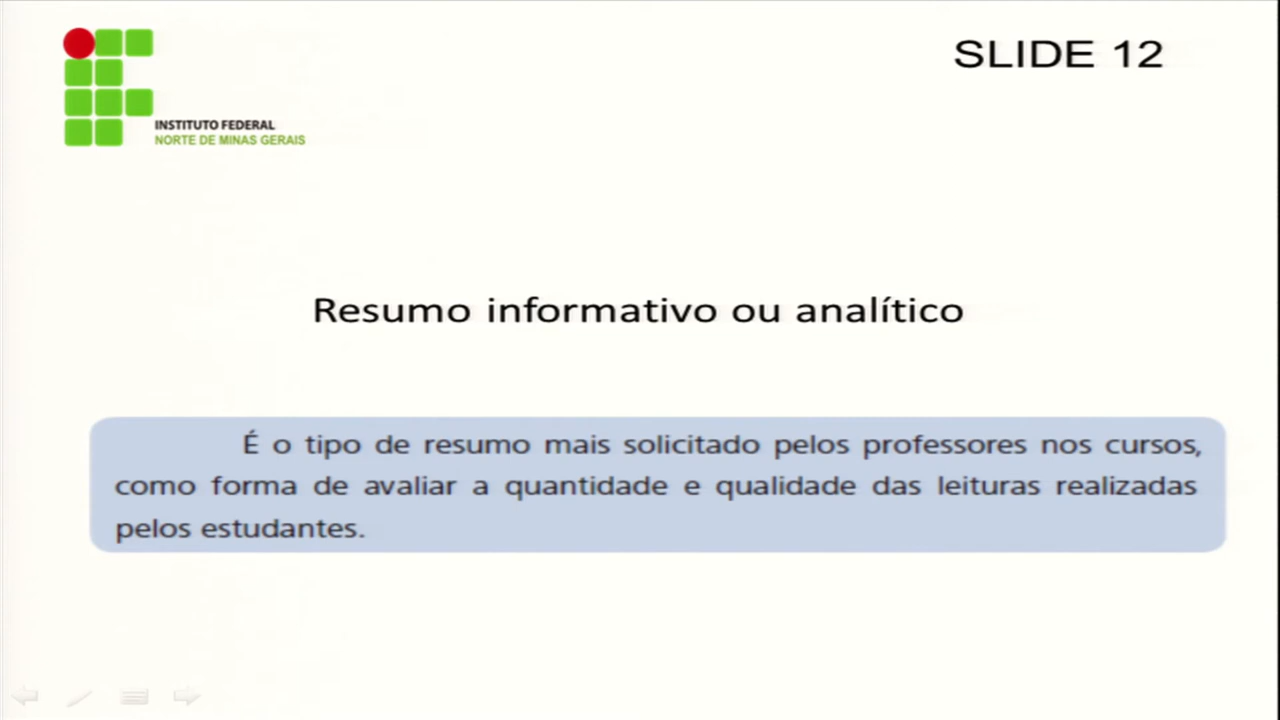 SLIDE 12
INSTITUTO FEDERAL
NORTE DE MINAS GERAIS
Resumo informativo ou analítico
É o tipo de resumo mais solicitado pelos professores nos cursos,
como forma de avaliar a quantidade e qualidade das leituras realizadas
pelos estudantes.